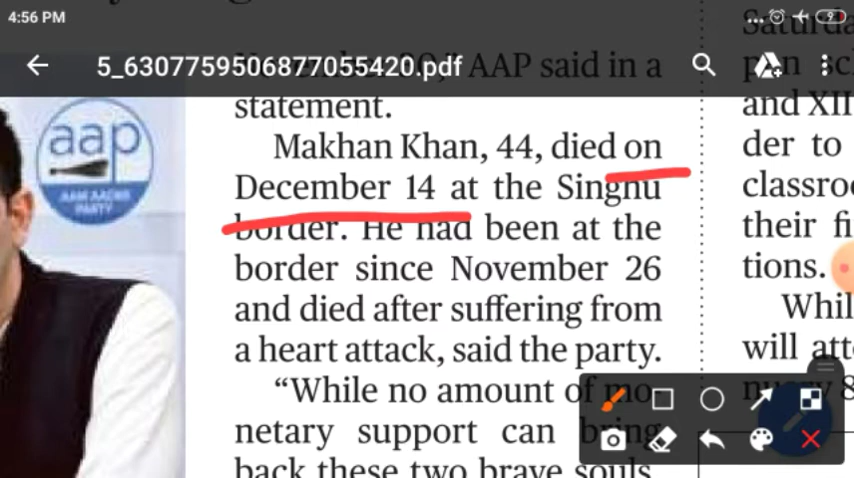 4:56 PM
9
5_6307759506877055420.pdf
AAP said in a
statement.
Makhan Khan, 44, died on
December 14 at the Singhu
border. He had been at the
border since November 26
and died after suffering from
a heart attack, said the party.
“While no amount of mo-
netary support can bring
back these two brave souls,
aap
AAM AADMI
PARTY
and XII
der to
classro
their fi
tions.
Whil
will att